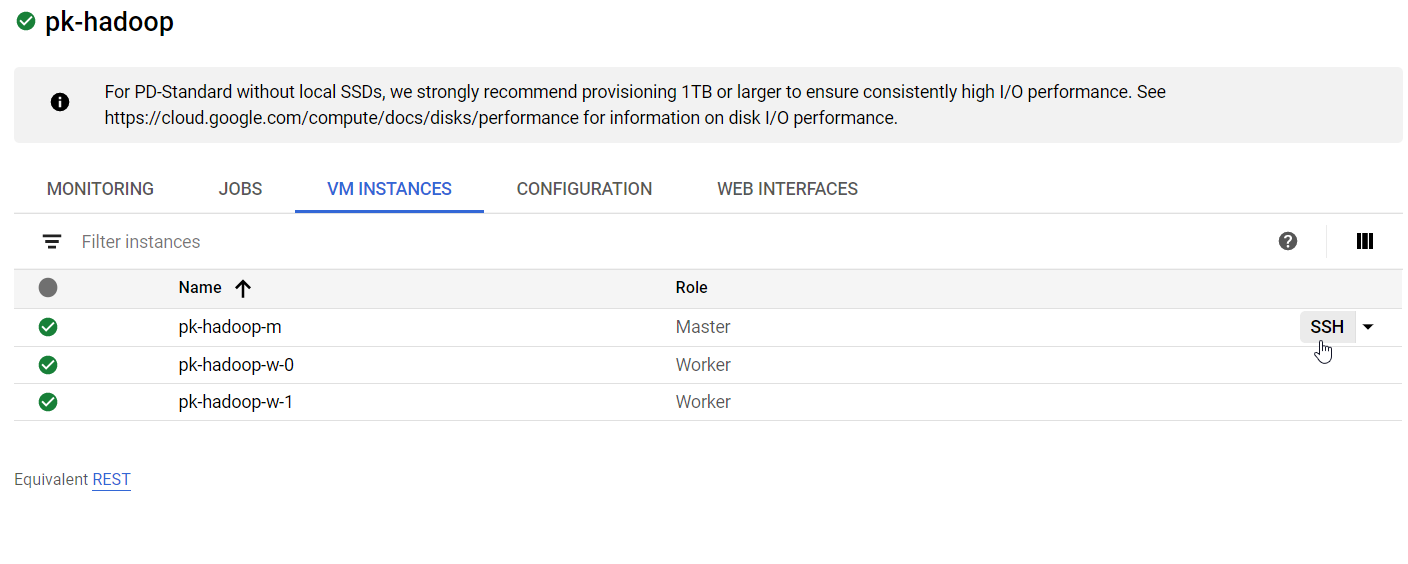 pk-hadoop
For PD-Standard without local SSDs, we strongly recommend provisioning 1TB or larger to ensure consistently high I/O performance. See
https://cloud.google.com/compute/docs/disks/performance for information on disk I/O performance.
MONITORING JOBS VM INSTANCES CONFIGURATION WEB INTERFACES
Filter instances
Name Role
pk-hadoop-m Master SSH
pk-hadoop-w-0 Worker
pk-hadoop-w-1 Worker
Equivalent REST